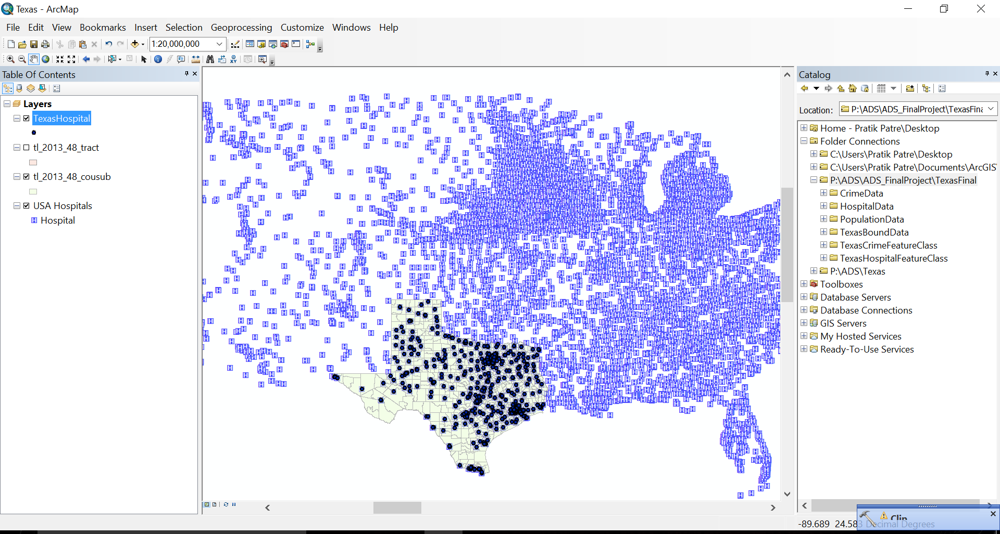 Texas - ArcMap
File Edit View Bookmarks Insert Selection Geoprocessing Customize Windows Help
1:20,000,000
Table Of Contents
Layers
TexasHospital
tl_2013_48_tract
tl_2013_48_cousub
USA Hospitals
Hospital
Catalog
Location: P:\ADS\ADS_FinalProject\TexasFina
Home - Pratik Patre\Desktop
Folder Connections
C:\Users\Pratik Patre\Desktop
C:\Users\Pratik Patre\Documents\ArcGIS\
P:\ADS\ADS_FinalProject\TexasFinal
CrimeData
HospitalData
PopulationData
TexasBoundData
TexasCrimeFeatureClass
TexasHospitalFeatureClass
P:\ADS\Texas
Toolboxes
Database Servers
Database Connections
GIS Servers
My Hosted Services
Ready-To-Use Services
Clip
-89.689 24.583 Decimal Degrees